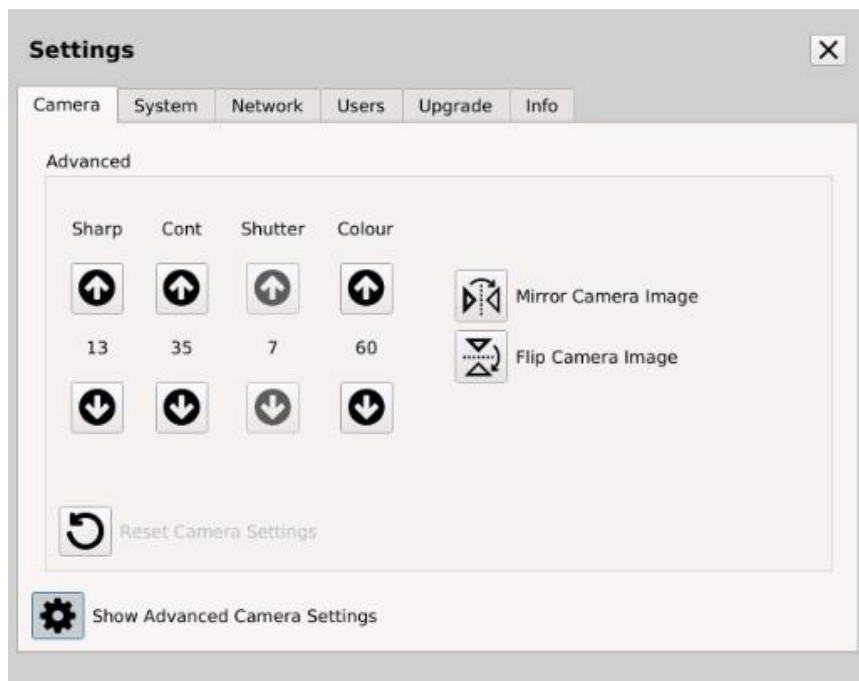 Settings
Camera System Network Users Upgrade Info
Advanced
Sharp Cont Shutter Colour
Mirror Camera Image
13 35 7 60
Flip Camera Image
Reset Camera Settings
Show Advanced Camera Settings